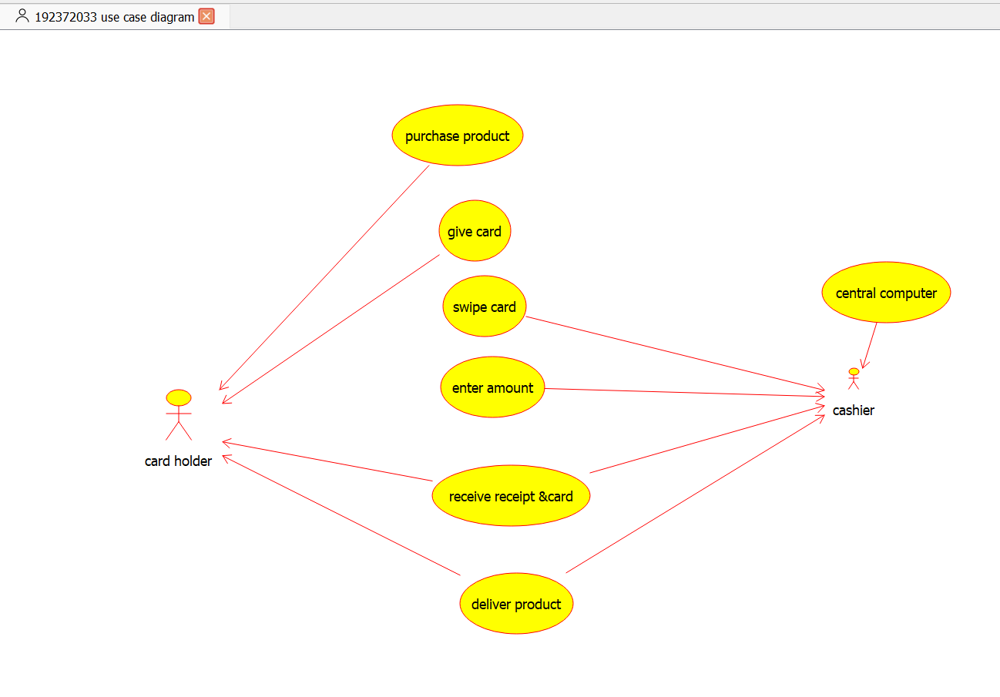 192372033 use case diagram
purchase product
give card
swipe card
central computer
enter amount
cashier
card holder
receive receipt &card
deliver product